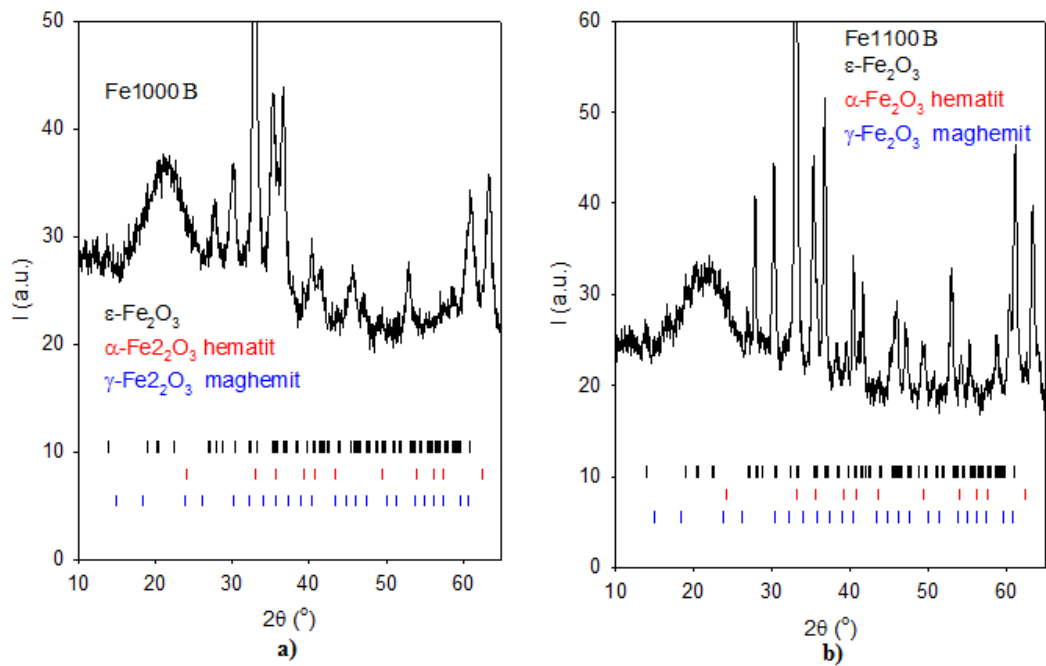 50
40
30
20
10
0
I (a.u.)
Fe1000 B
ε-Fe₂O₃
α-Fe2₂O₃ hematit
γ-Fe2₂O₃ maghemit
10 20 30 40 50 60
2θ (°)
a)
60
50
40
30
20
10
0
I (a.u.)
Fe1100 B
ε-Fe₂O₃
α-Fe₂O₃ hematit
γ-Fe₂O₃ maghemit
10 20 30 40 50 60
2θ (°)
b)